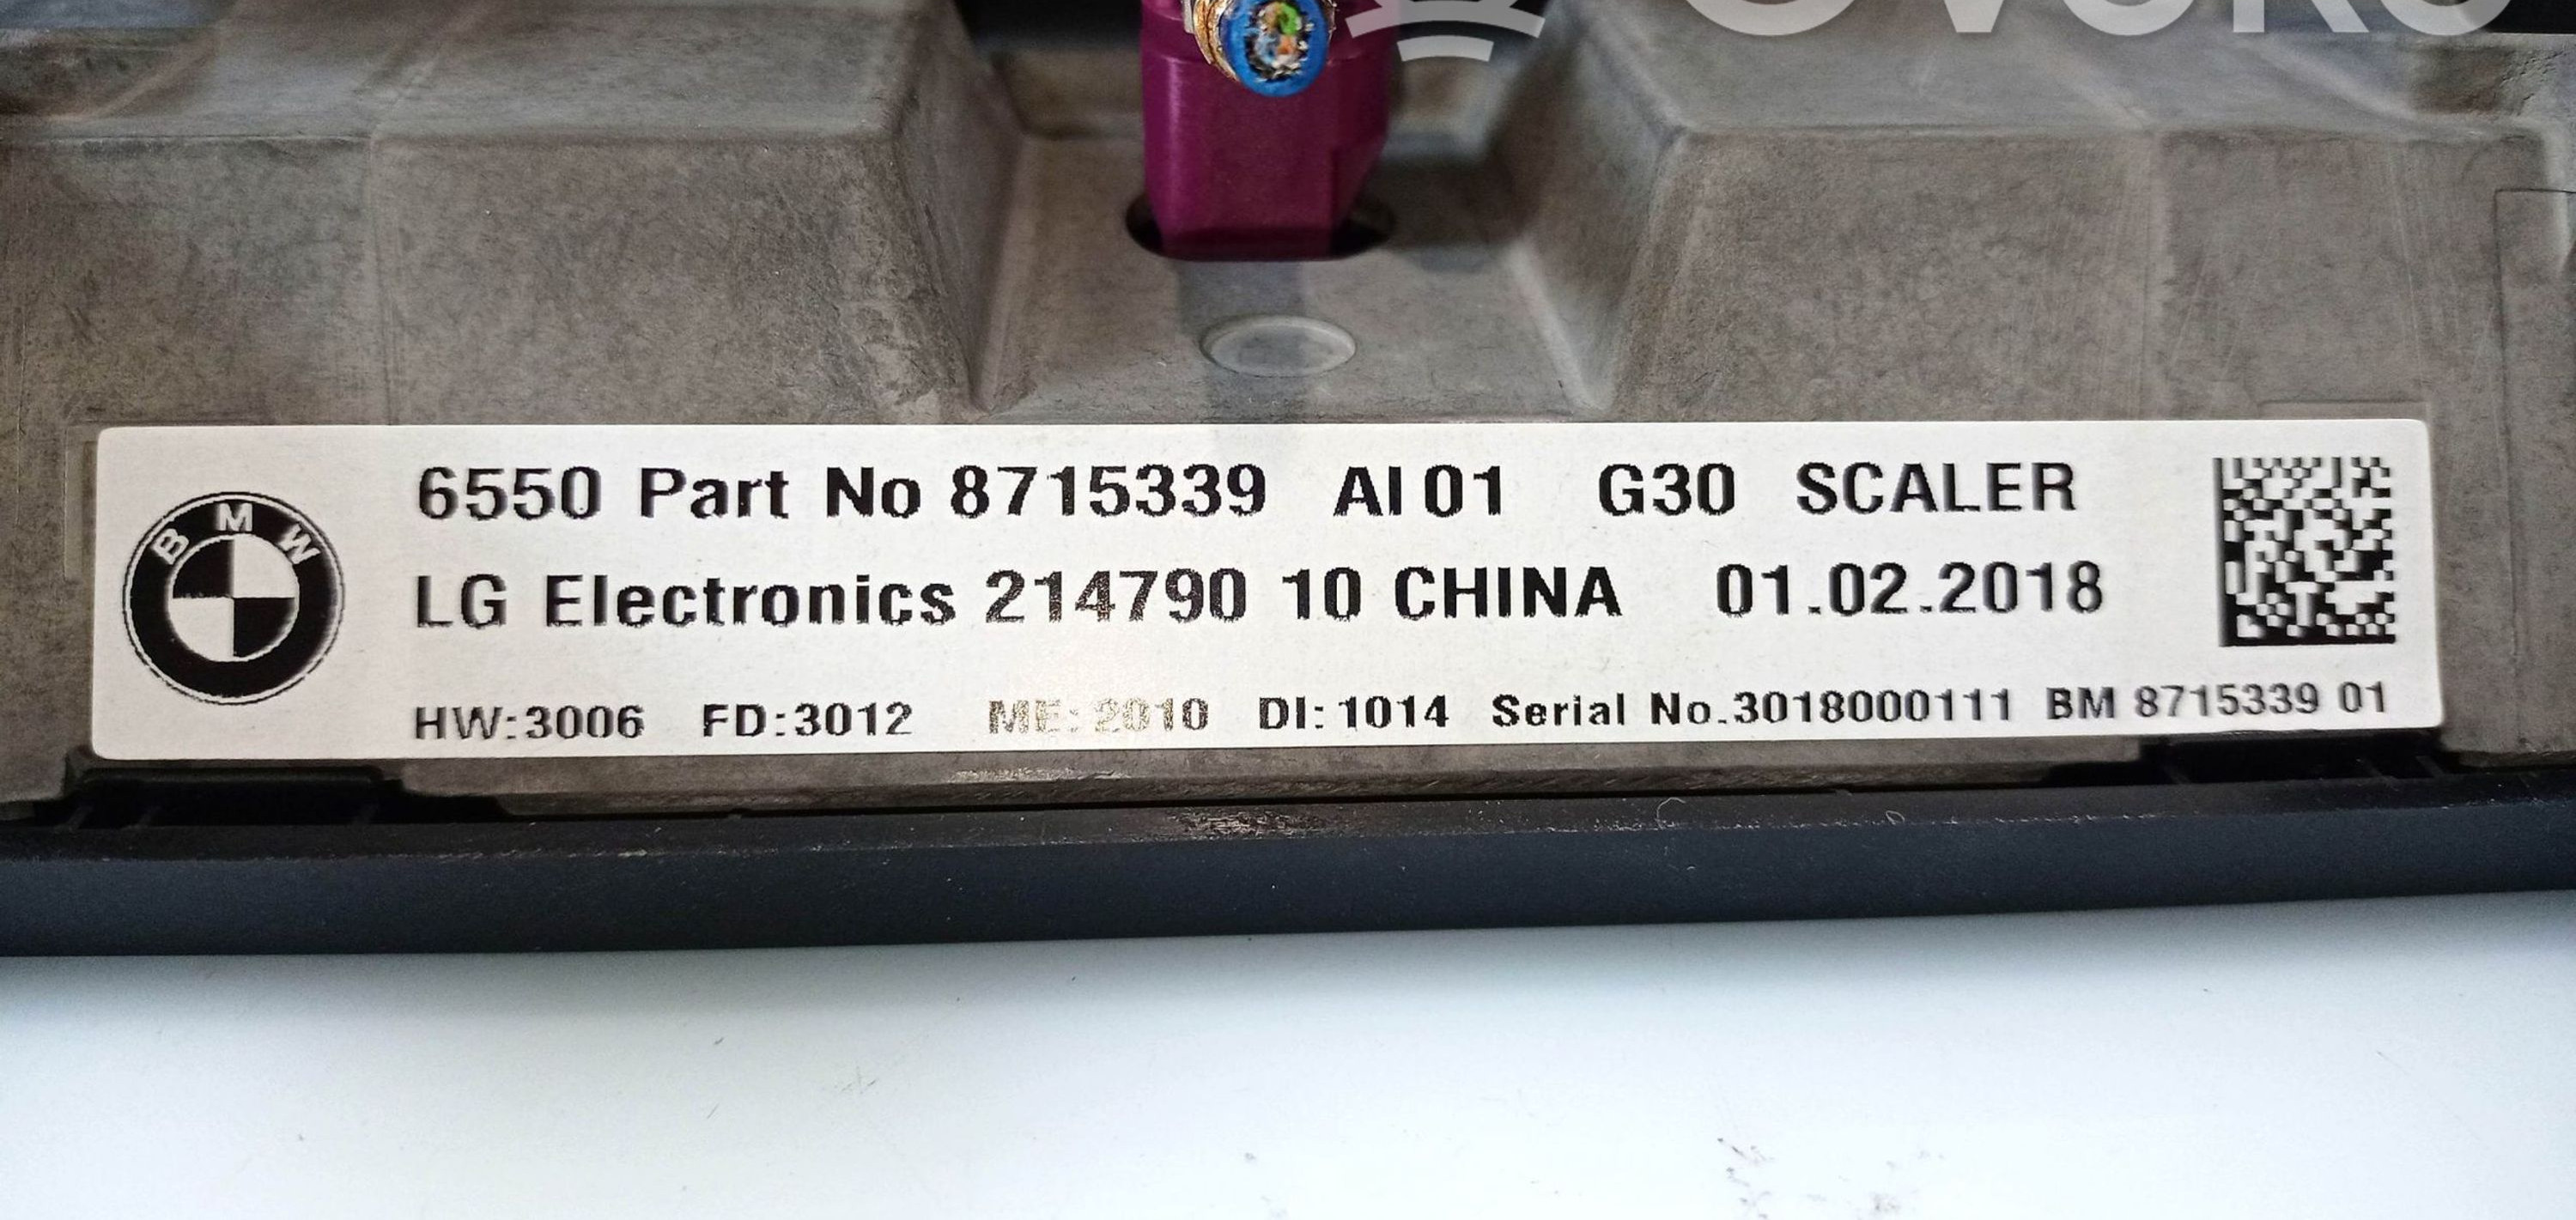 6550 Part No 8715339 AI 01 G30 SCALER
BMW
LG Electronics 214790 10 CHINA 01.02.2018
HW:3006 FD:3012 ME:2010 DI:1014 Serial No.3018000111 BM 8715339 01